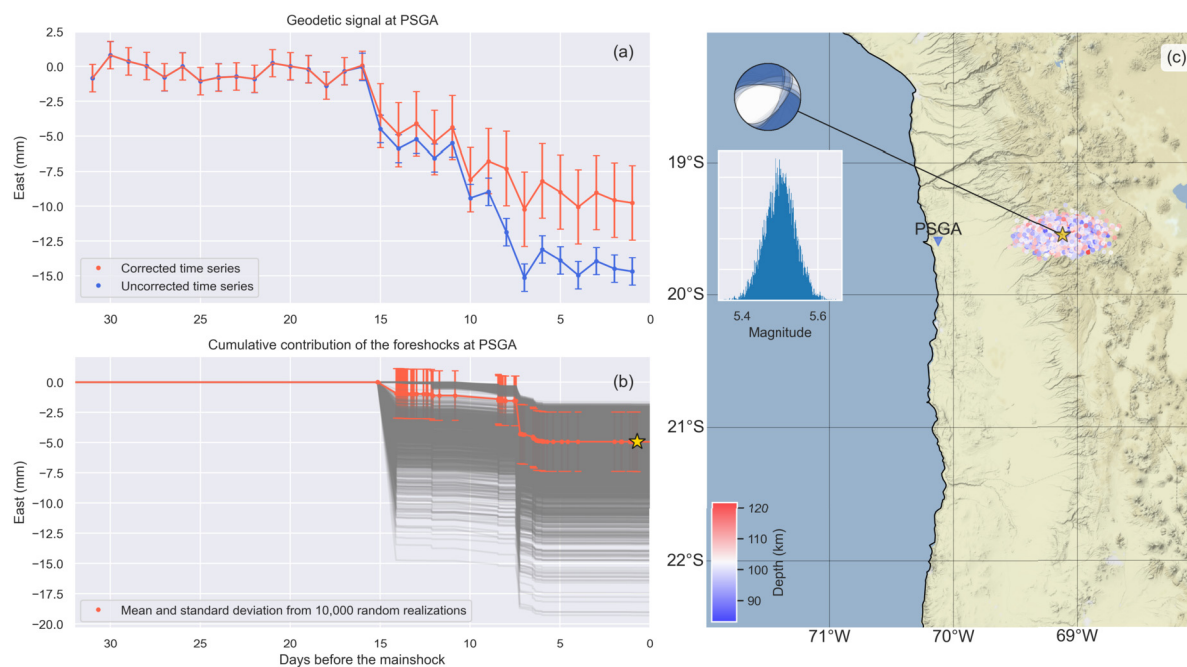 Geodetic signal at PSGA
(a)
2.5
0.0
−2.5
−5.0
−7.5
−10.0
−12.5
−15.0
East (mm)
Corrected time series
Uncorrected time series
30
25
20
15
10
5
0
Cumulative contribution of the foreshocks at PSGA
(b)
0.0
−2.5
−5.0
−7.5
−10.0
−12.5
−15.0
−17.5
−20.0
East (mm)
Mean and standard deviation from 10,000 random realizations
30
25
20
15
10
5
0
Days before the mainshock
(c)
19°S
20°S
21°S
22°S
PSGA
5.4
5.6
Magnitude
120
110
100
90
Depth (km)
71°W
70°W
69°W